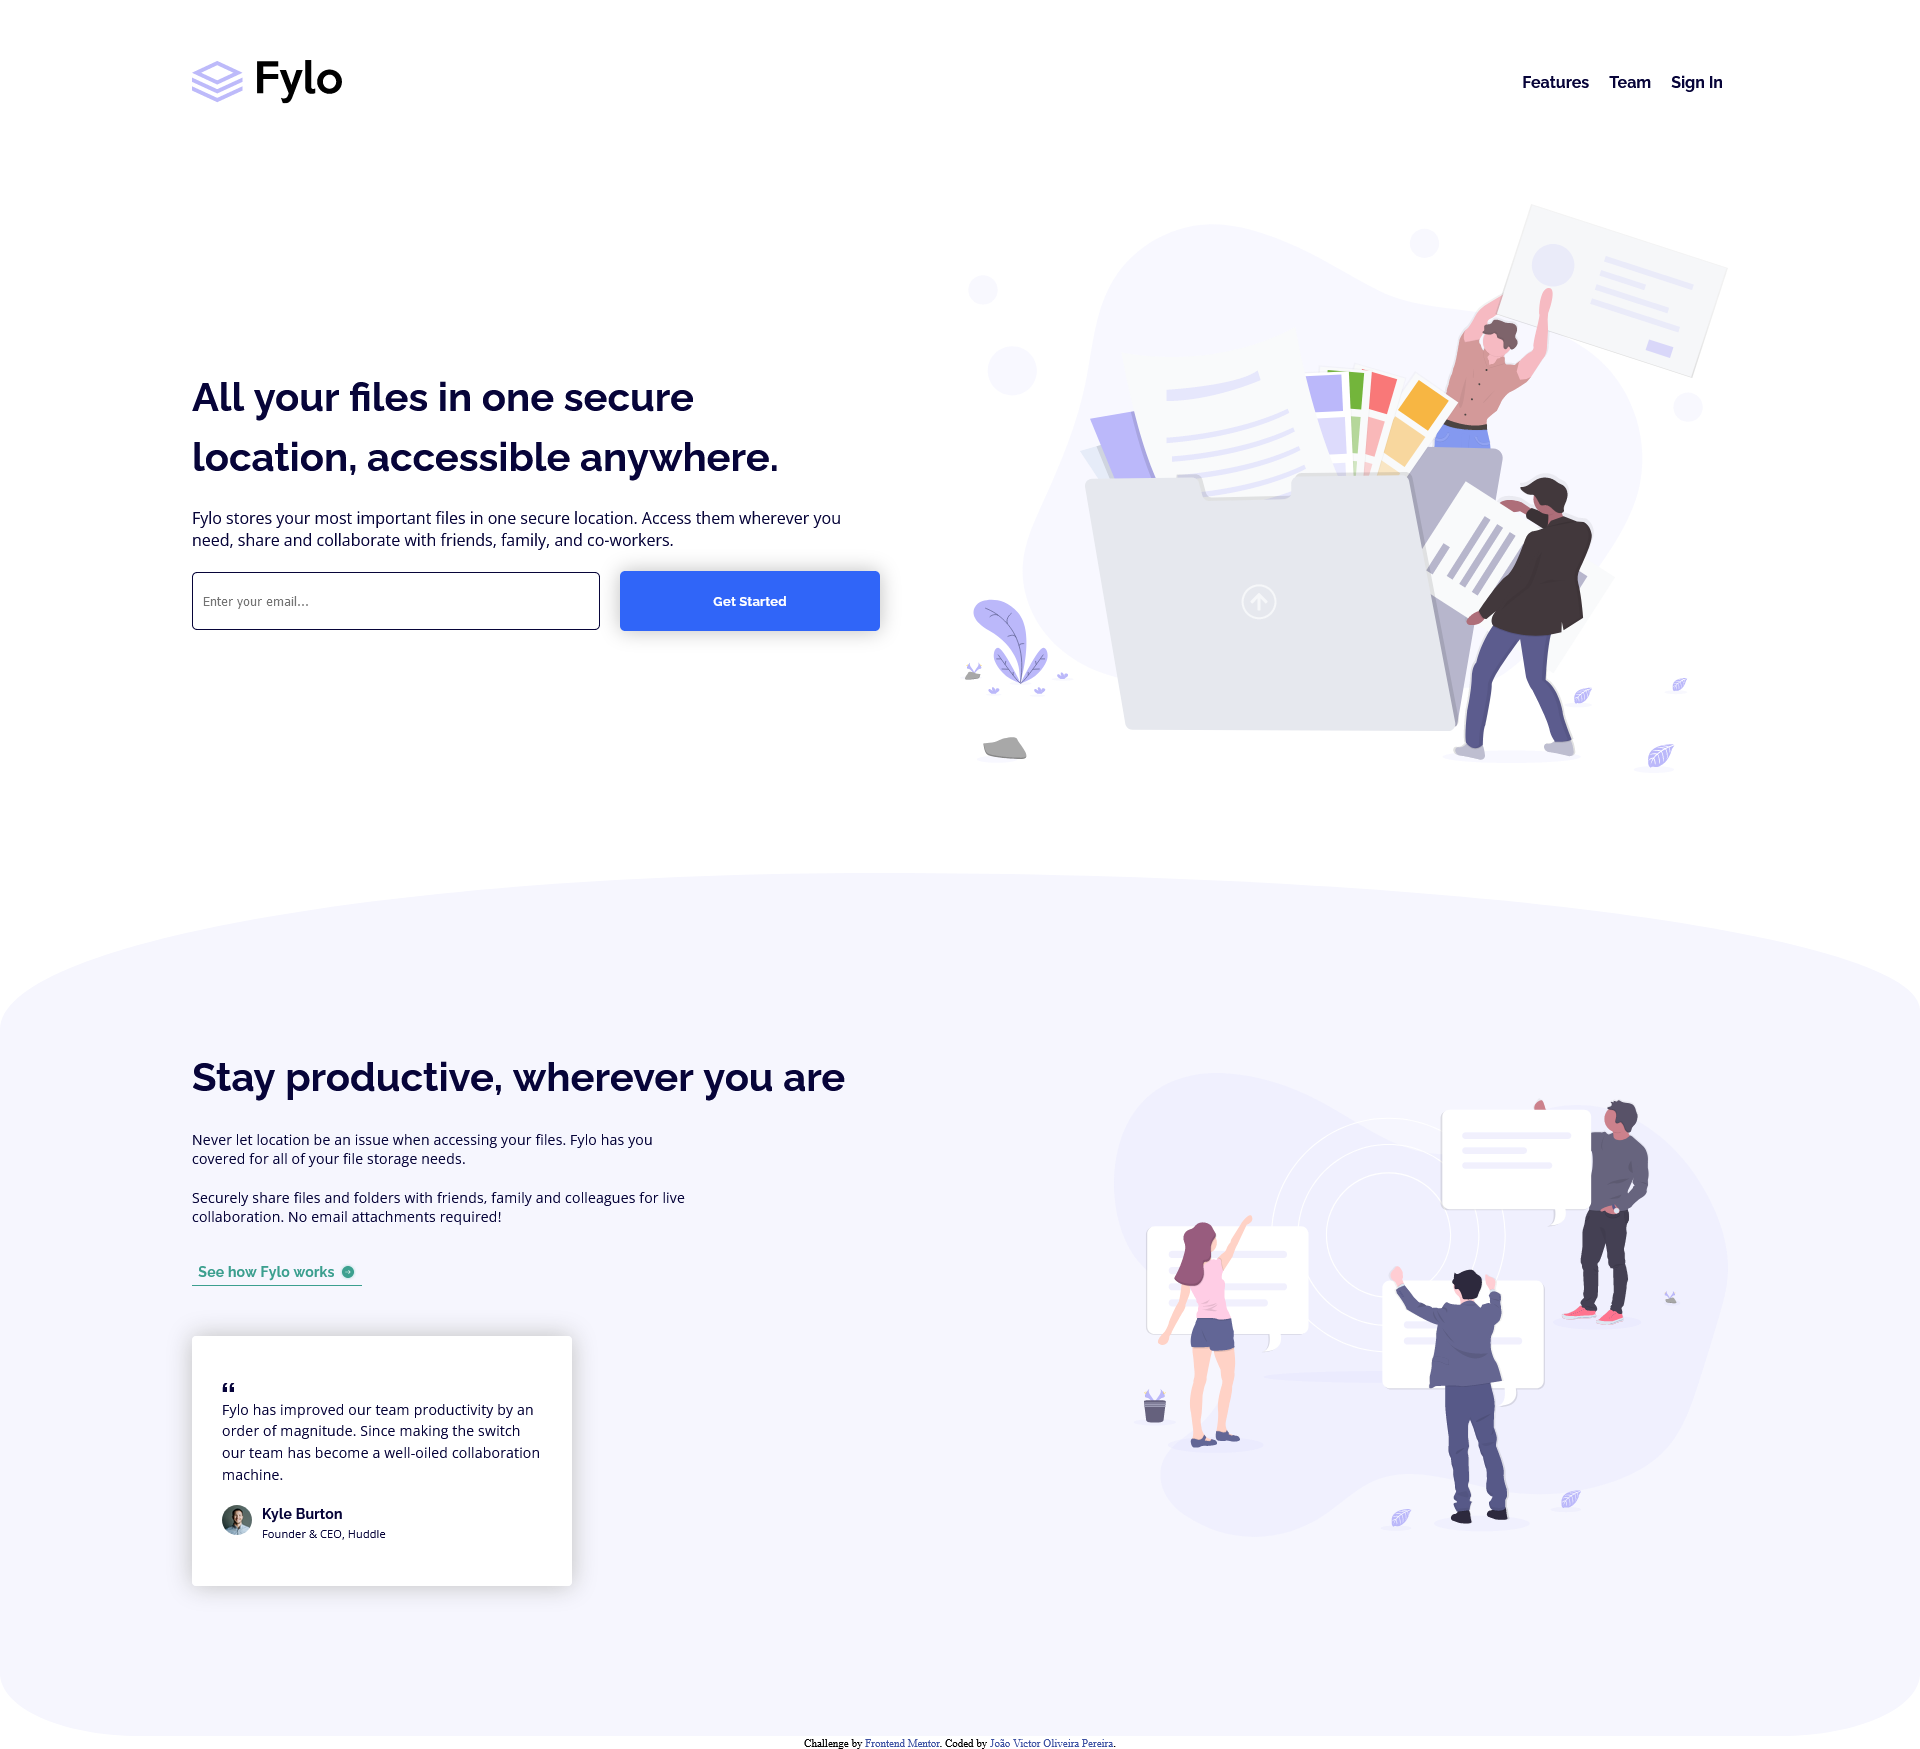 Fylo
Features Team Sign In
All your files in one secure
location, accessible anywhere.
Fylo stores your most important files in one secure location. Access them wherever you
need, share and collaborate with friends, family, and co-workers.
Enter your email...
Get Started
Stay productive, wherever you are
Never let location be an issue when accessing your files. Fylo has you
covered for all of your file storage needs.
Securely share files and folders with friends, family and colleagues for live
collaboration. No email attachments required!
See how Fylo works
“
Fylo has improved our team productivity by an
order of magnitude. Since making the switch
our team has become a well-oiled collaboration
machine.
Kyle Burton
Founder & CEO, Huddle
Challenge by Frontend Mentor. Coded by João Victor Oliveira Pereira.